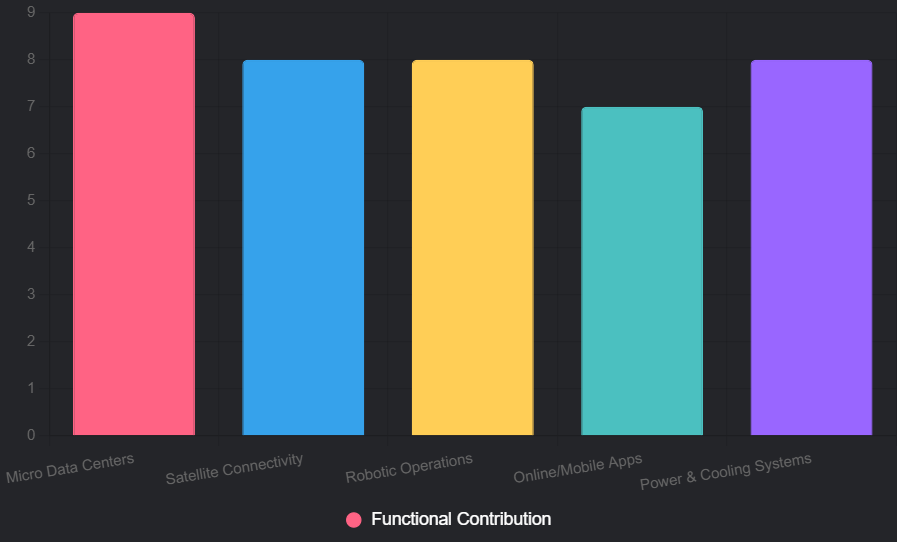 9
8
7
6
5
4
3
2
1
0
Micro Data Centers
Satellite Connectivity
Robotic Operations
Online/Mobile Apps
Power & Cooling Systems
Functional Contribution